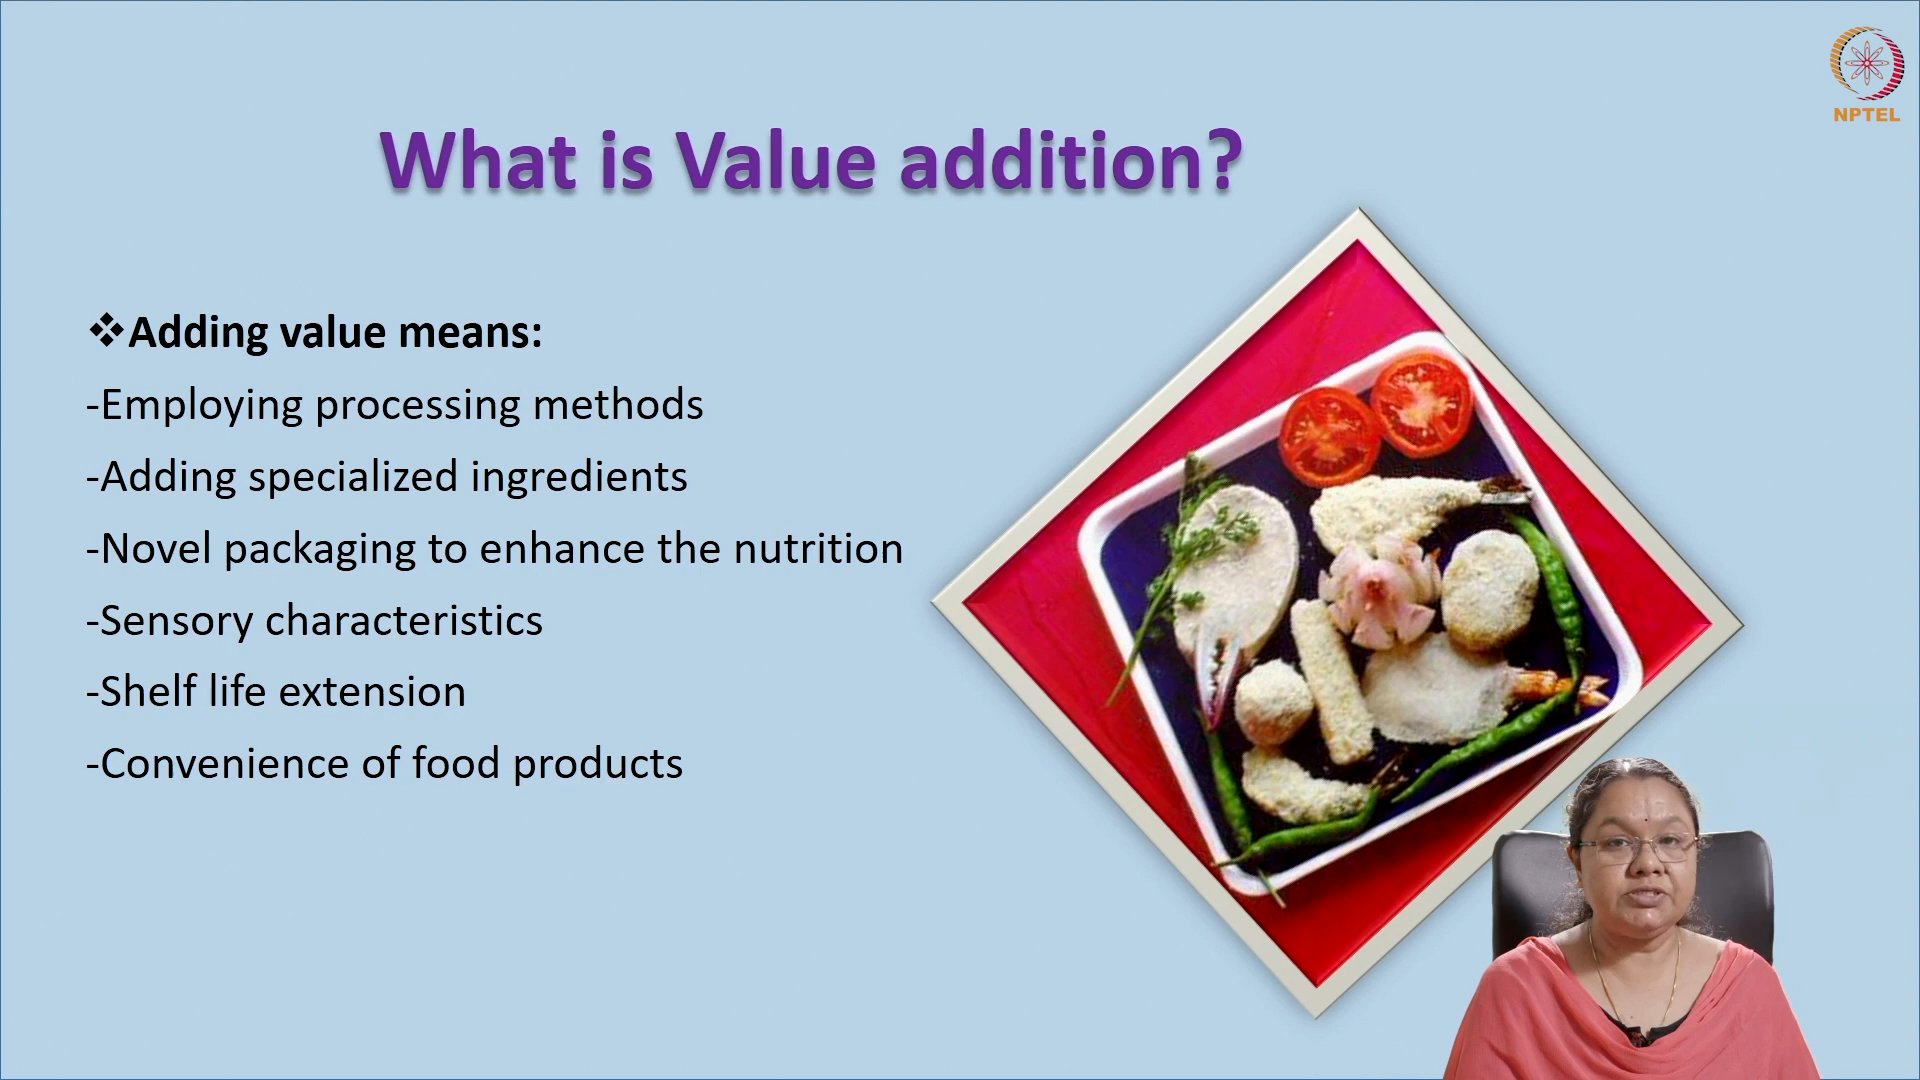 NPTEL
What is Value addition?
❖Adding value means:
-Employing processing methods
-Adding specialized ingredients
-Novel packaging to enhance the nutrition
-Sensory characteristics
-Shelf life extension
-Convenience of food products